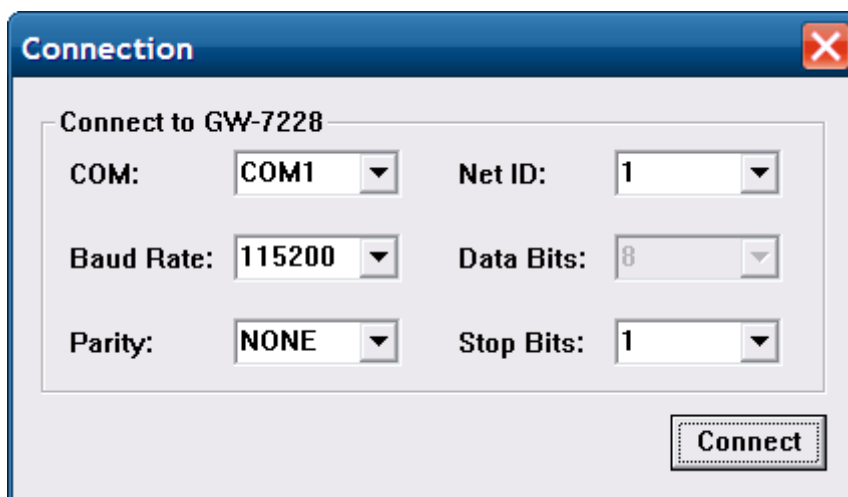 Connection
Connect to GW-7228
COM: COM1 Net ID: 1
Baud Rate: 115200 Data Bits: 8
Parity: NONE Stop Bits: 1
Connect